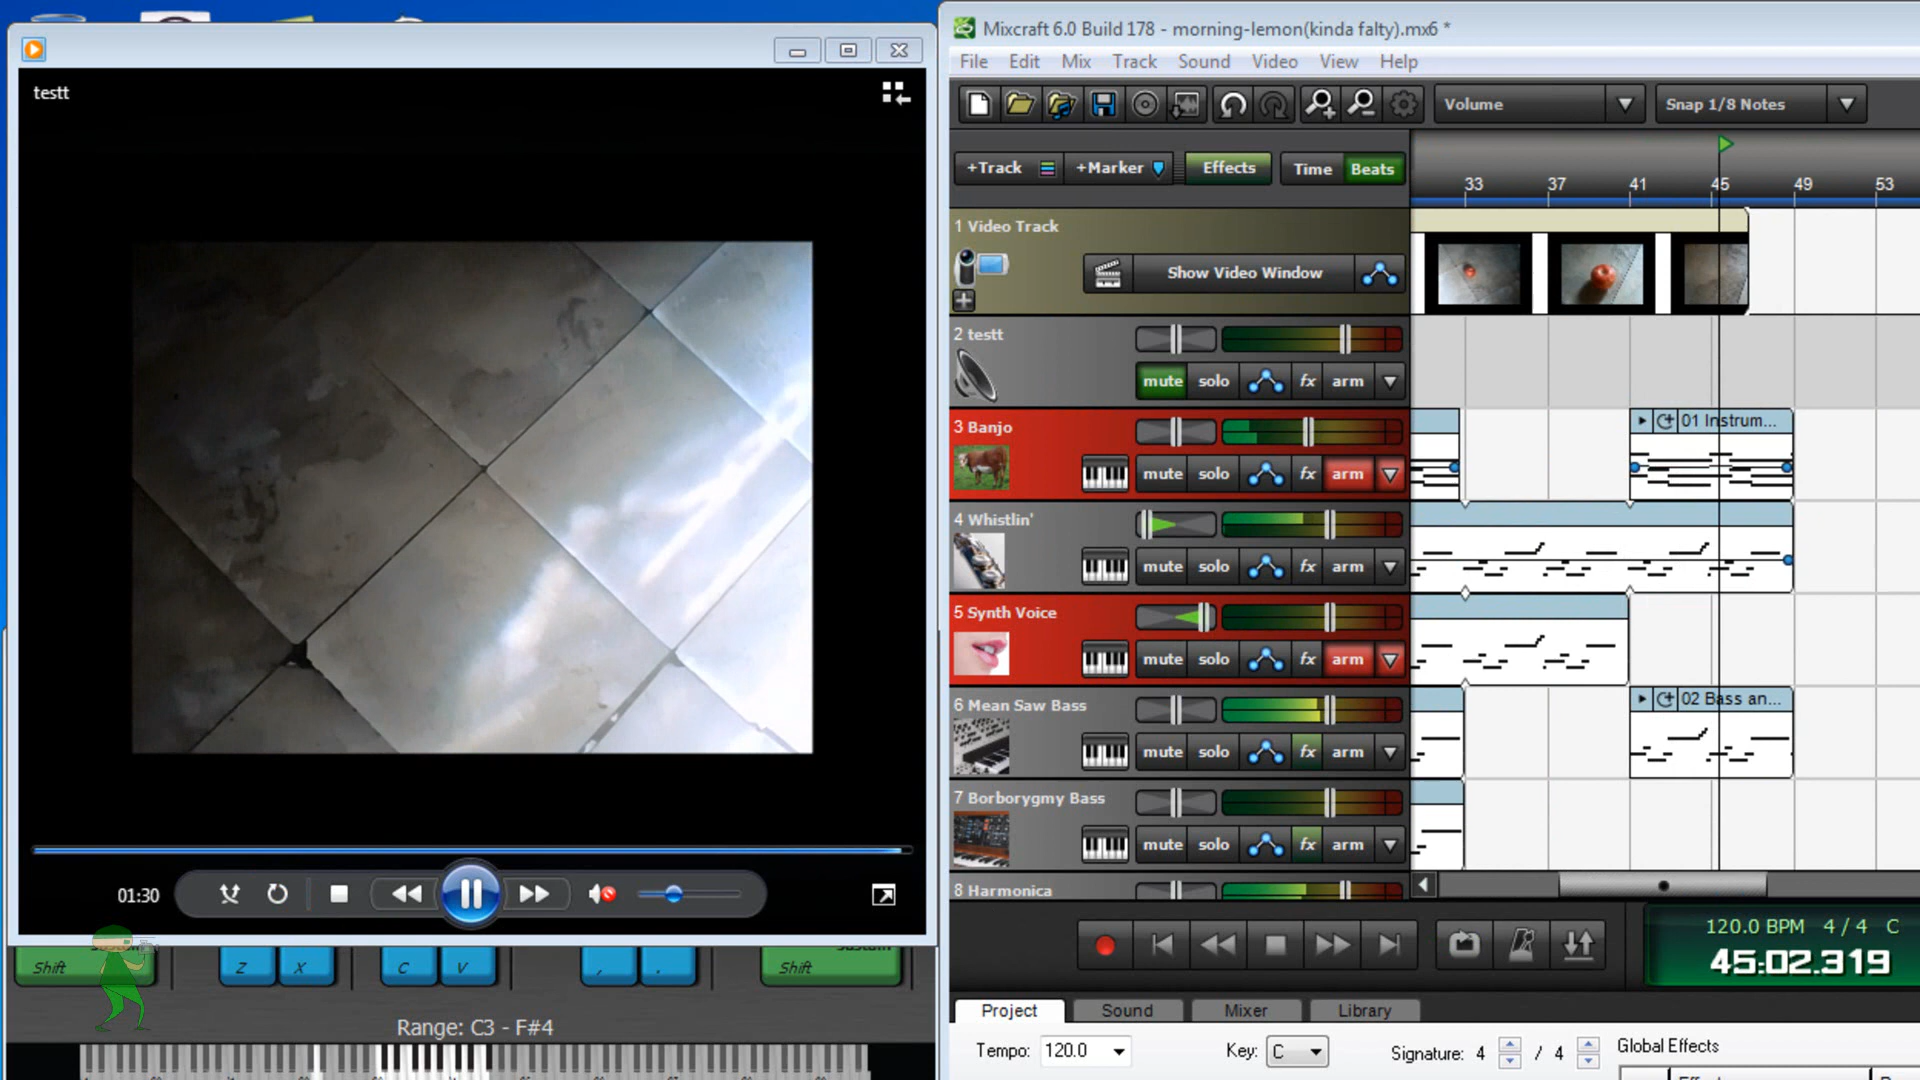 testt
01:30
Sustain
Shift
Z
X
C
V
,
.
Shift
Range: C3 - F#4
Mixcraft 6.0 Build 178 - morning-lemon(kinda falty).mx6 *
File Edit Mix Track Sound Video View Help
Volume
Snap 1/8 Notes
+Track
+Marker
Effects
Time
Beats
33 37 41 45 49 53
1 Video Track
Show Video Window
2 testt
mute solo fx arm
3 Banjo
mute solo fx arm
01 Instrum...
4 Whistlin'
mute solo fx arm
5 Synth Voice
mute solo fx arm
6 Mean Saw Bass
mute solo fx arm
02 Bass an...
7 Borborygmy Bass
mute solo fx arm
8 Harmonica
120.0 BPM 4 / 4 C
45:02.319
Project
Sound
Mixer
Library
Tempo: 120.0
Key: C
Signature: 4 / 4
Global Effects